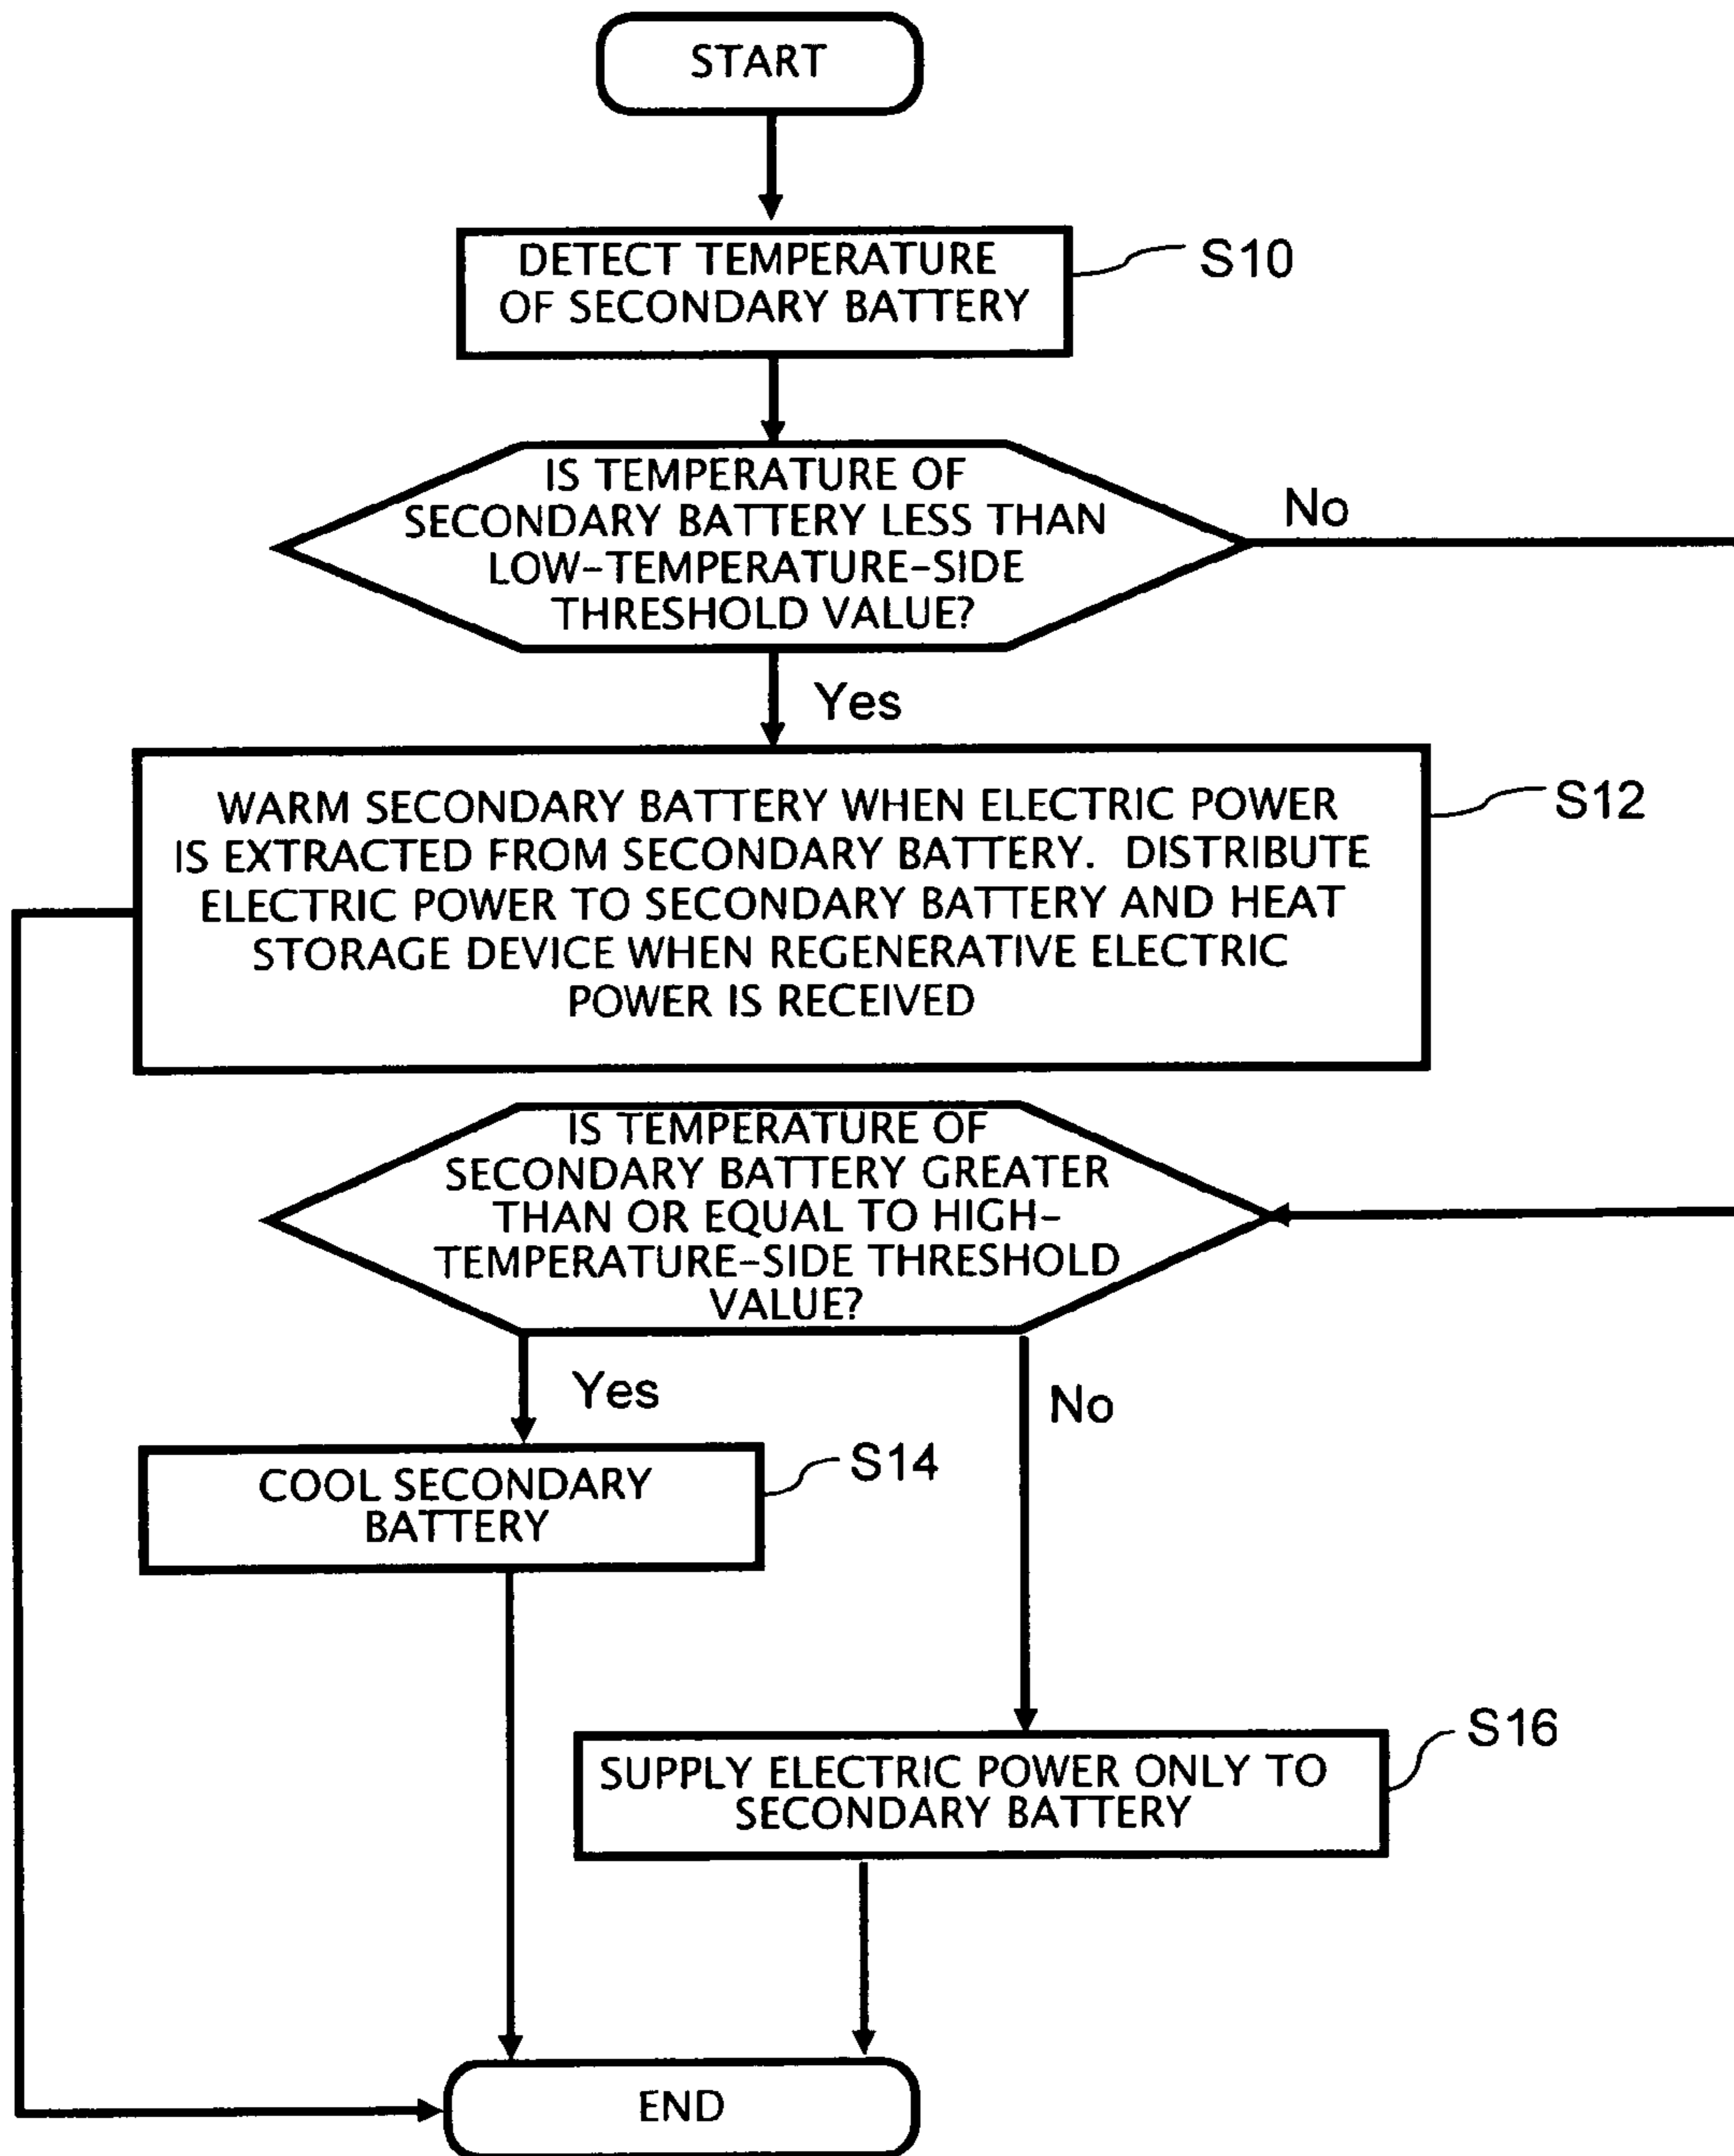 START
DETECT TEMPERATURE
OF SECONDARY BATTERY
S10
IS TEMPERATURE OF
SECONDARY BATTERY LESS THAN
LOW-TEMPERATURE-SIDE
THRESHOLD VALUE?
No
Yes
WARM SECONDARY BATTERY WHEN ELECTRIC POWER
IS EXTRACTED FROM SECONDARY BATTERY. DISTRIBUTE
ELECTRIC POWER TO SECONDARY BATTERY AND HEAT
STORAGE DEVICE WHEN REGENERATIVE ELECTRIC
POWER IS RECEIVED
S12
IS TEMPERATURE OF
SECONDARY BATTERY GREATER
THAN OR EQUAL TO HIGH-
TEMPERATURE-SIDE THRESHOLD
VALUE?
Yes
No
COOL SECONDARY
BATTERY
S14
SUPPLY ELECTRIC POWER ONLY TO
SECONDARY BATTERY
S16
END